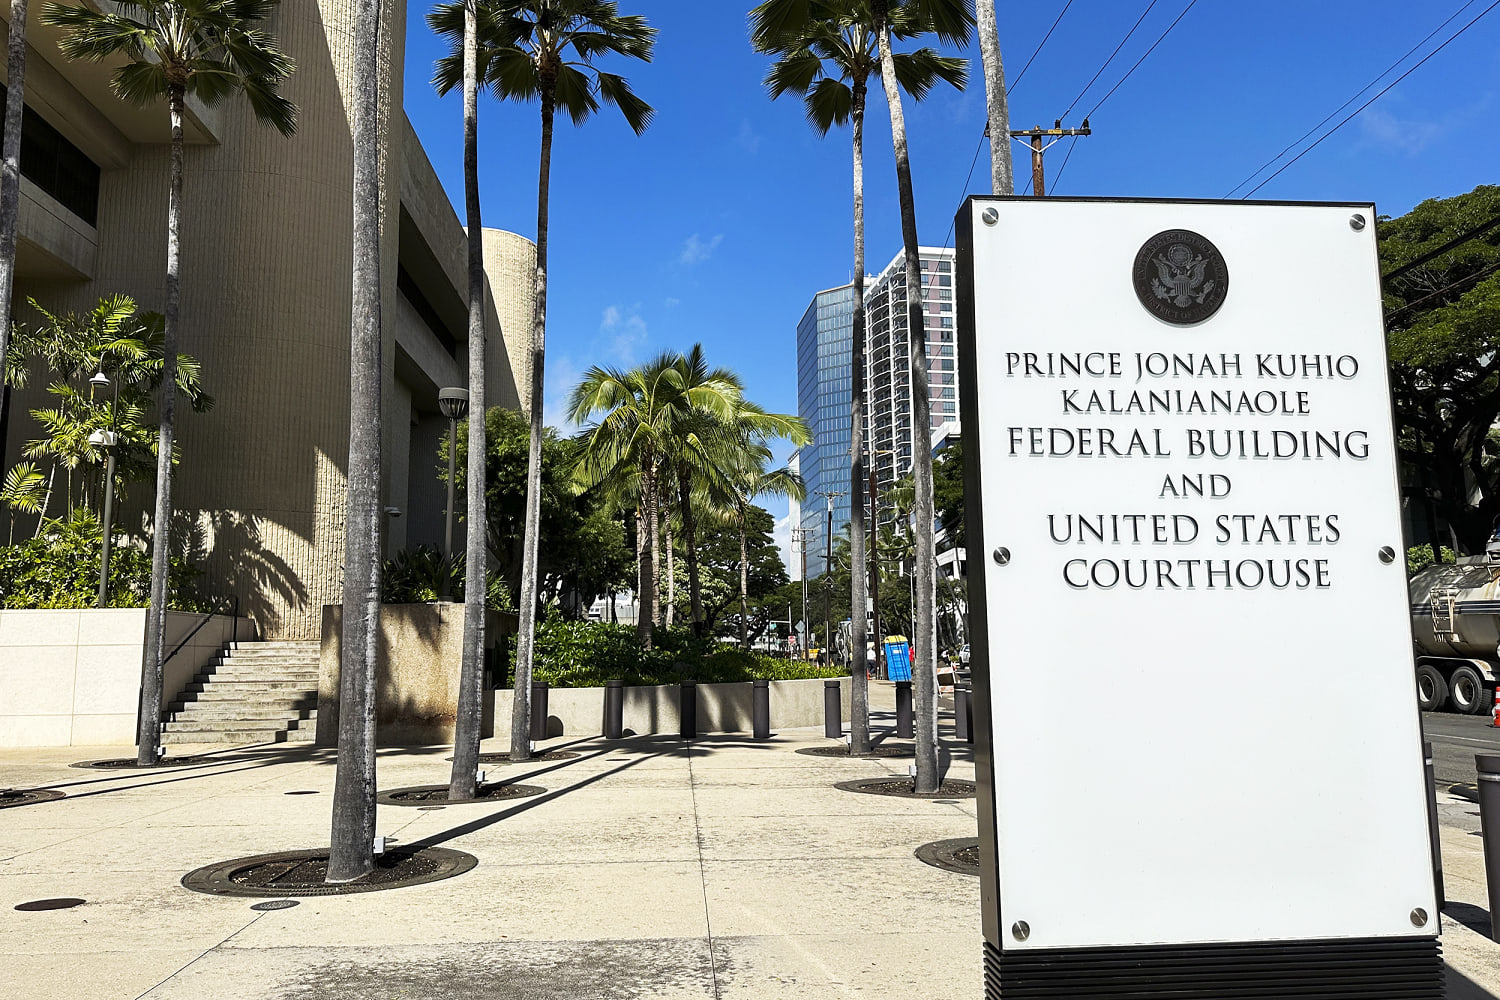 PRINCE JONAH KUHIO
KALANIANAOLE
FEDERAL BUILDING
AND
UNITED STATES
COURTHOUSE